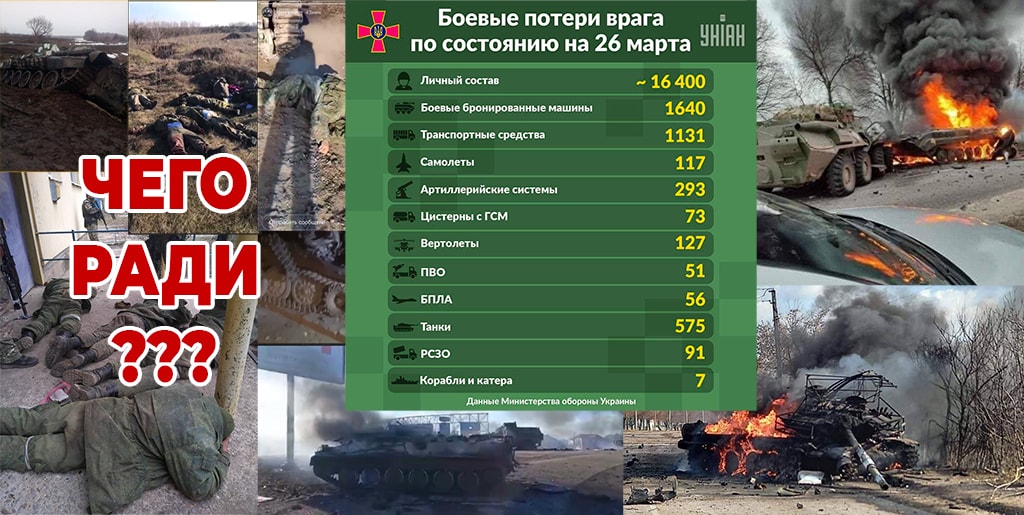 Боевые потери врага
по состоянию на 26 марта
УНІАН
Личный состав ~ 16 400
Боевые бронированные машины 1640
Транспортные средства 1131
Самолеты 117
Артиллерийские системы 293
Цистерны с ГСМ 73
Вертолеты 127
ПВО 51
БПЛА 56
Танки 575
РСЗО 91
Корабли и катера 7
Данные Министерства обороны Украины
ЧЕГО
РАДИ
???